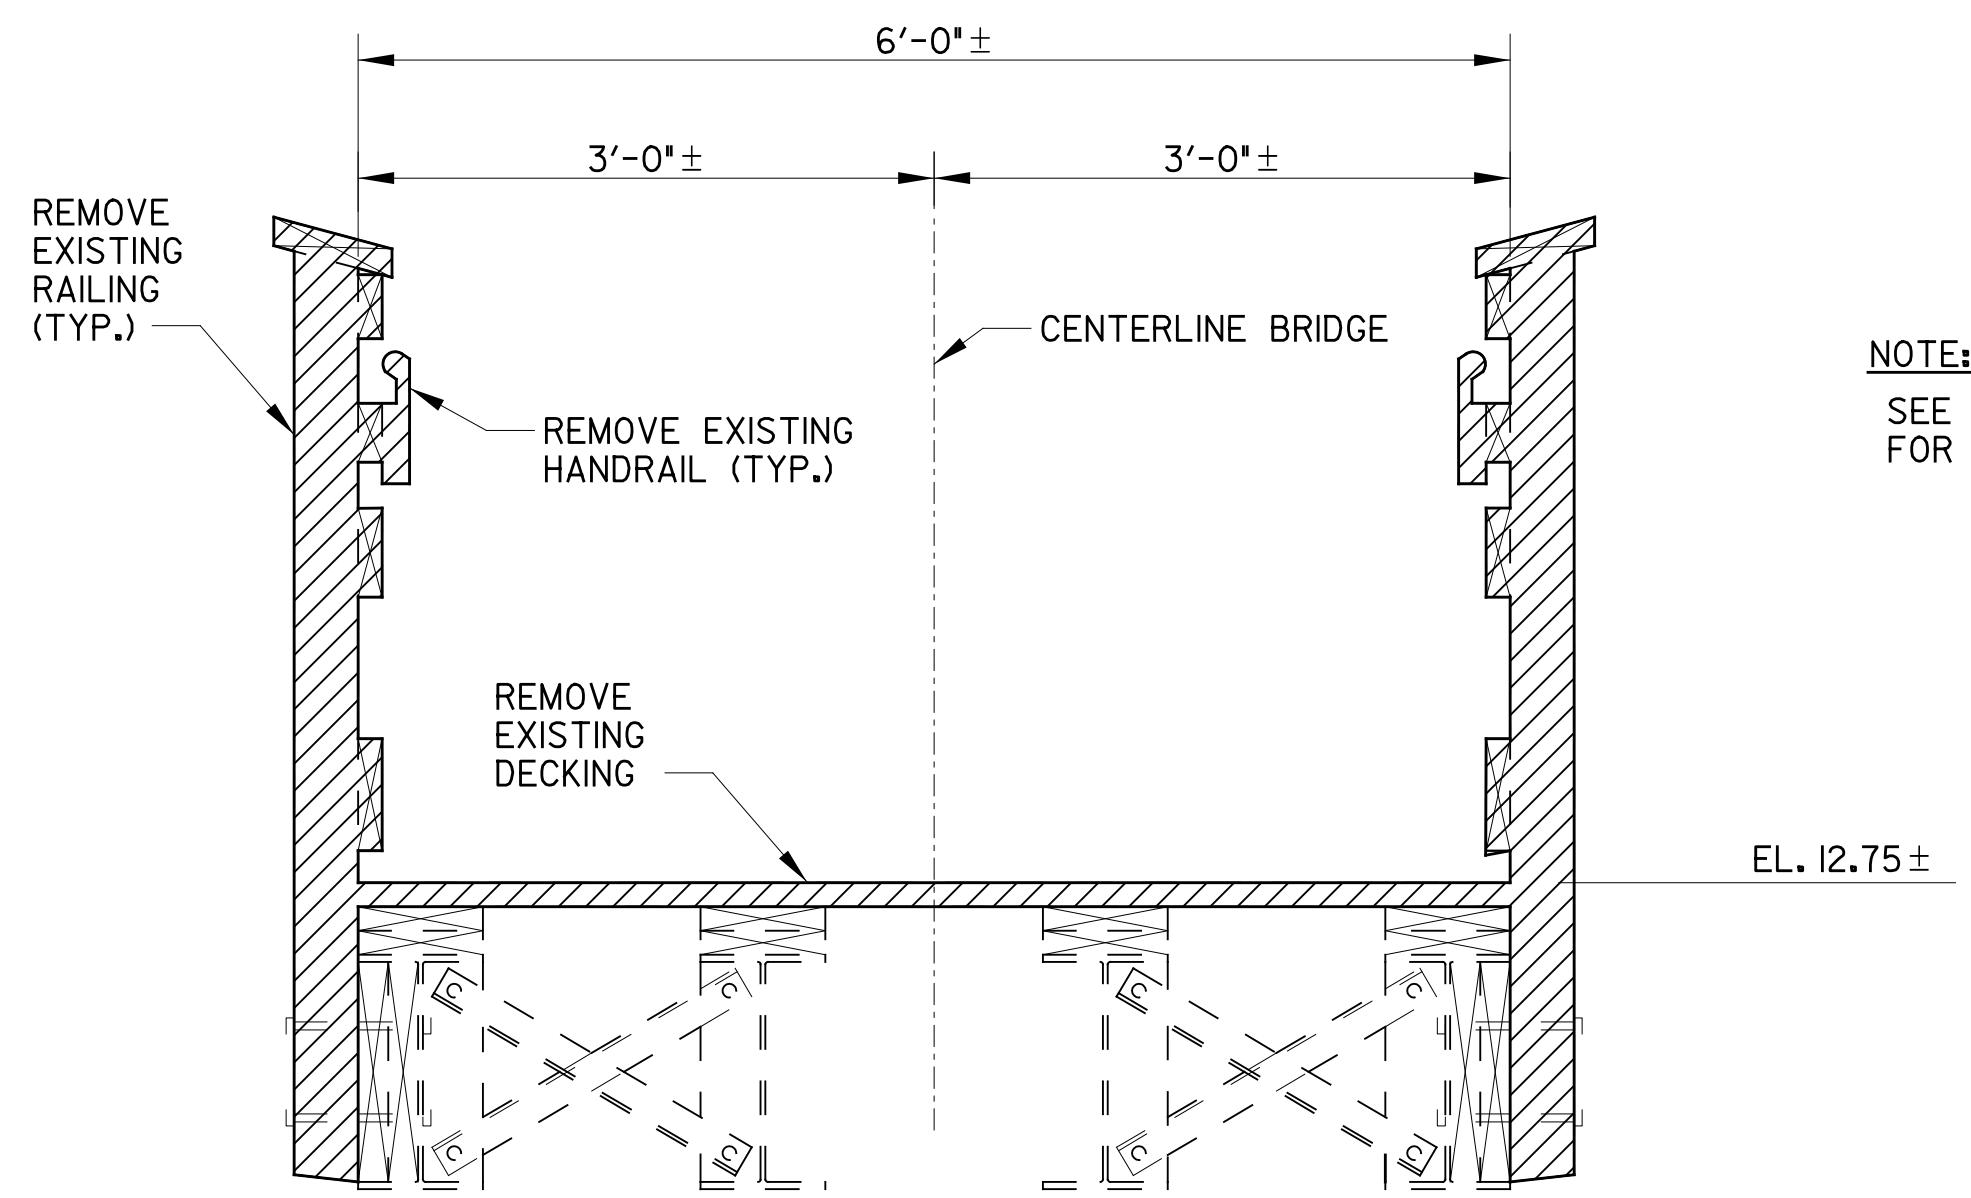 6'-0"±
3'-0"±
3'-0"±
REMOVE
EXISTING
RAILING
(TYP.)
CENTERLINE BRIDGE
NOTE:
SEE
FOR
REMOVE EXISTING
HANDRAIL (TYP.)
REMOVE
EXISTING
DECKING
EL. 12.75±
C
C
C
C
C
C
C
C